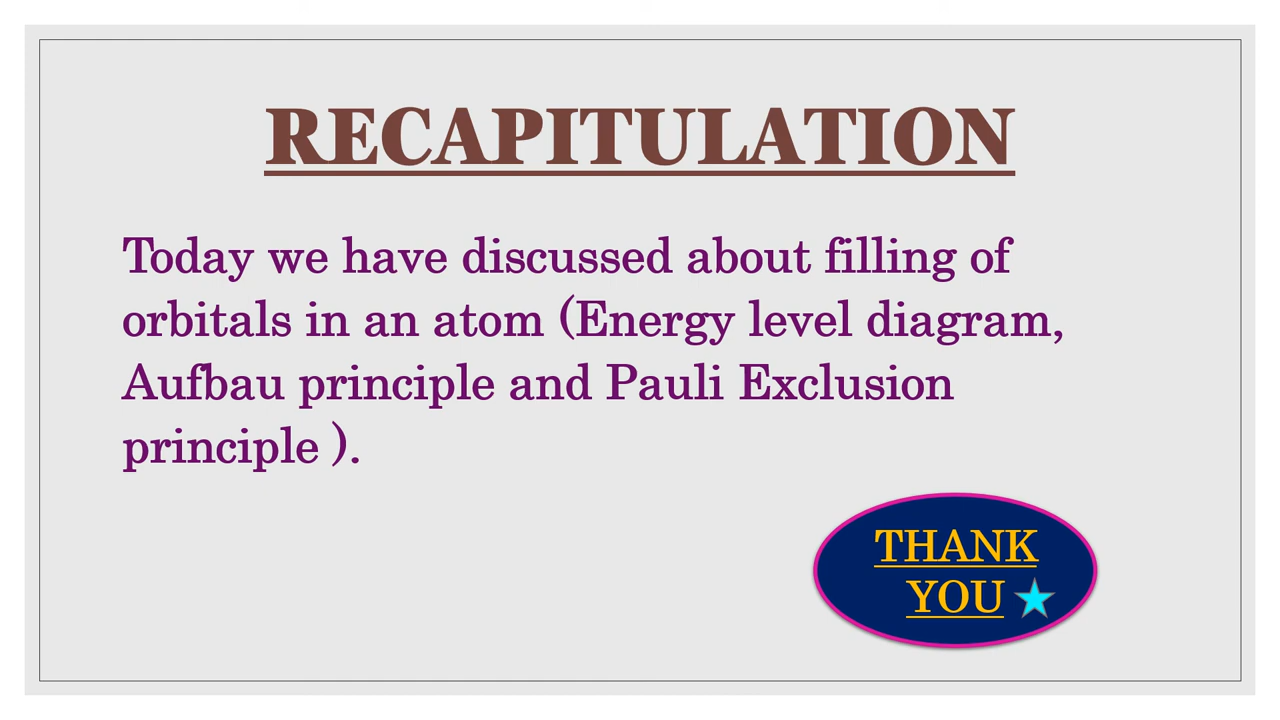 RECAPITULATION
Today we have discussed about filling of
orbitals in an atom (Energy level diagram,
Aufbau principle and Pauli Exclusion
principle ).
THANK
YOU